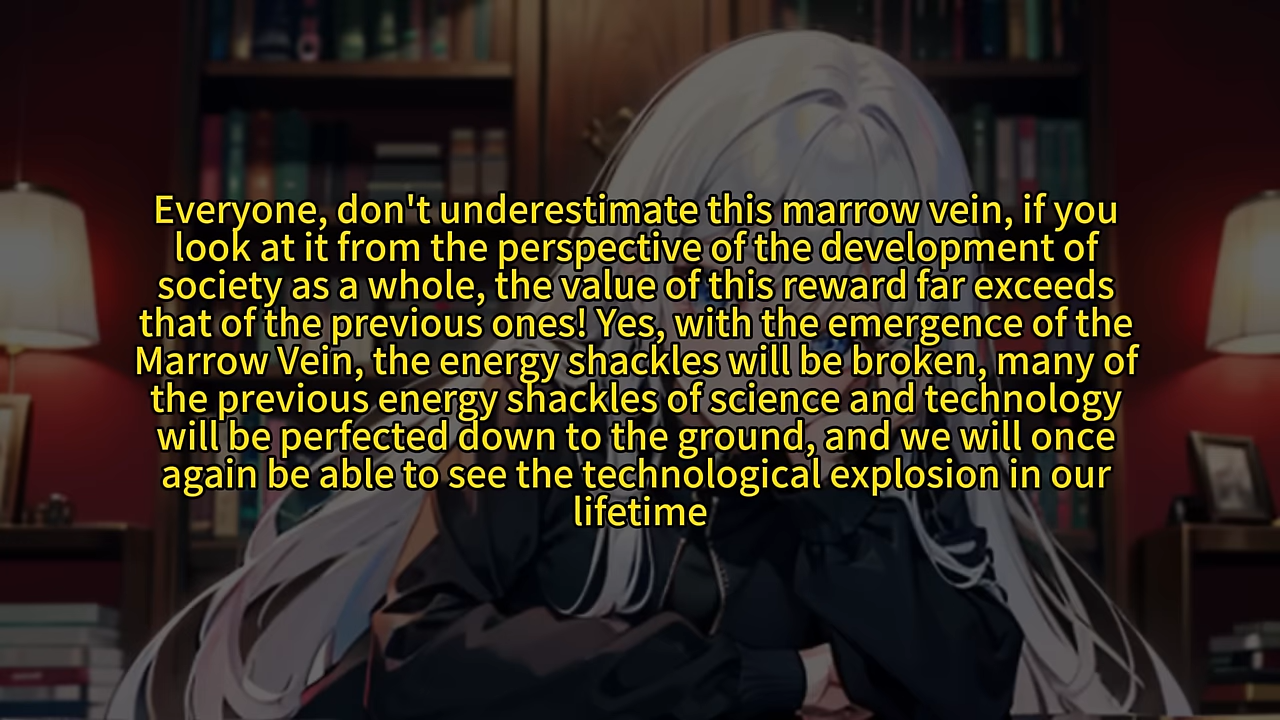 Everyone, don't underestimate this marrow vein, if you
look at it from the perspective of the development of
society as a whole, the value of this reward far exceeds
that of the previous ones! Yes, with the emergence of the
Marrow Vein, the energy shackles will be broken, many of
the previous energy shackles of science and technology
will be perfected down to the ground, and we will once
again be able to see the technological explosion in our
lifetime